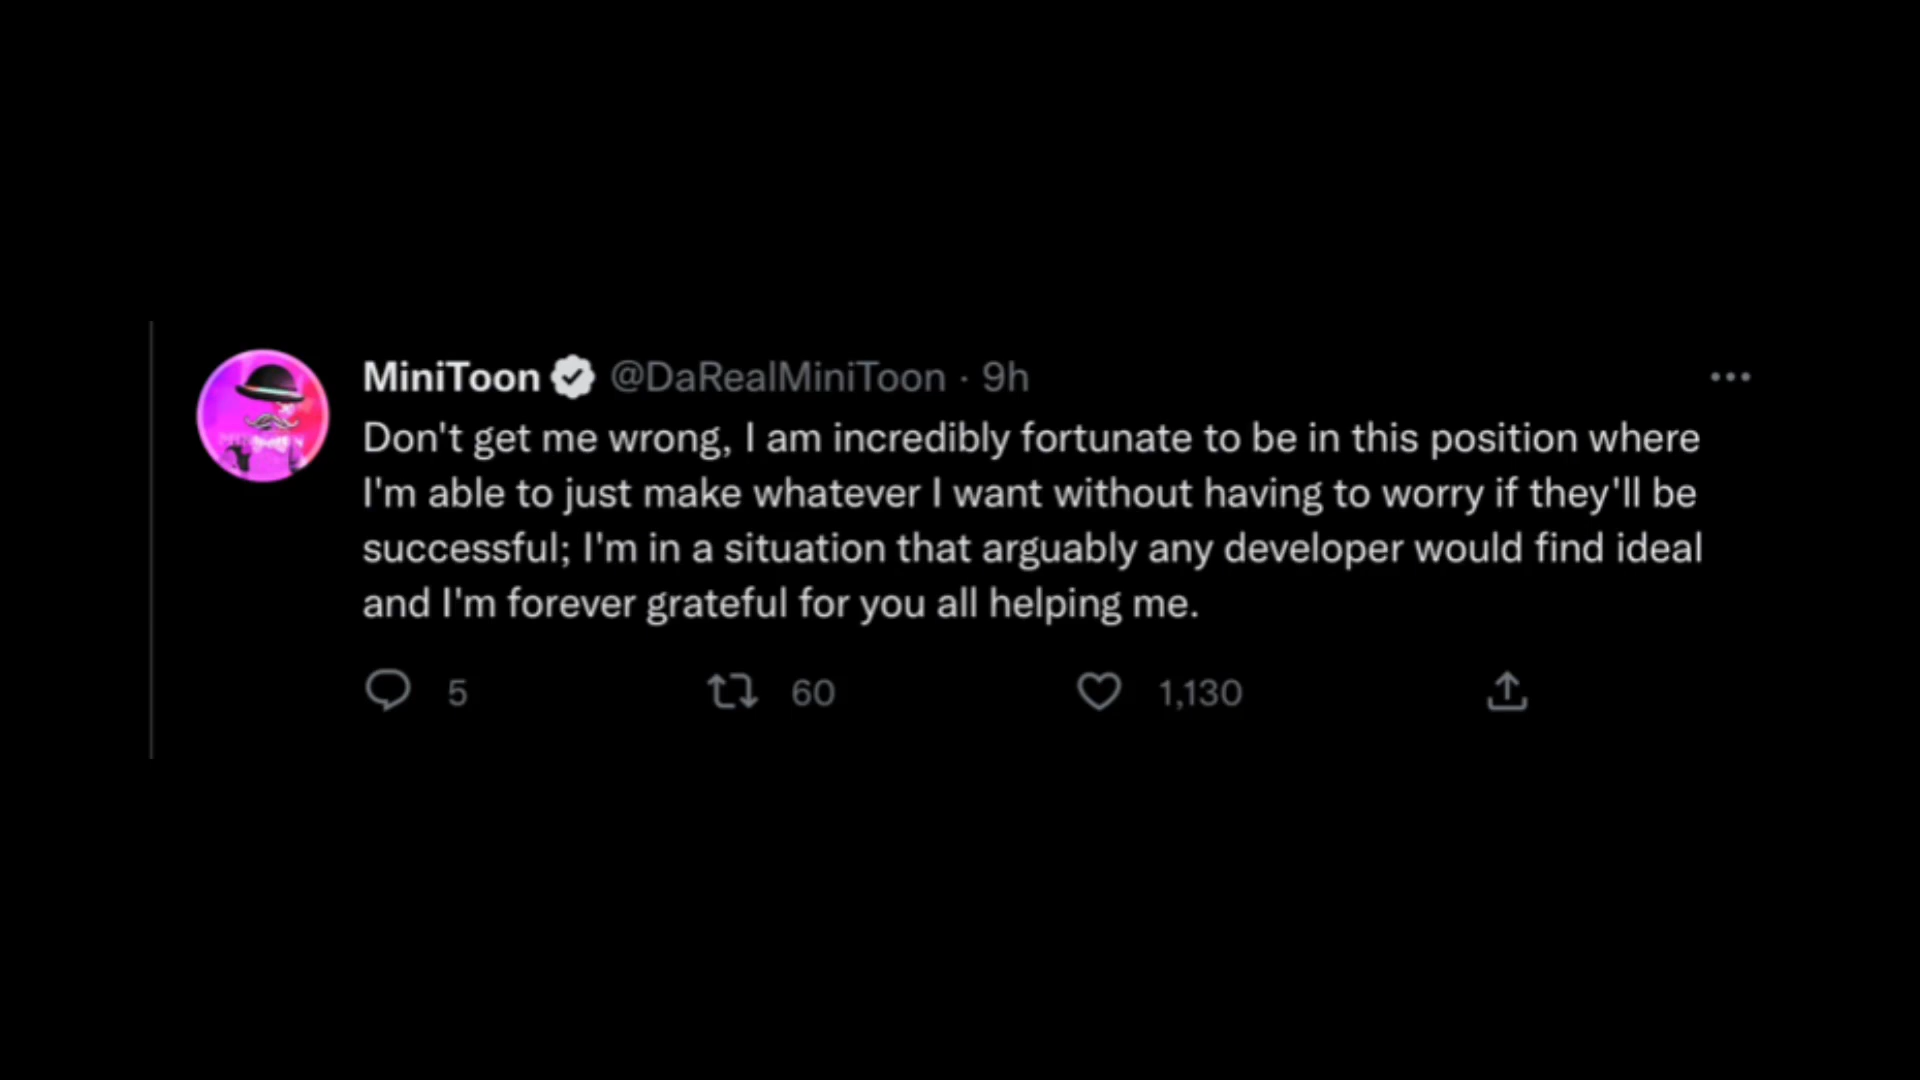 MiniToon @DaRealMiniToon · 9h
Don't get me wrong, I am incredibly fortunate to be in this position where
I'm able to just make whatever I want without having to worry if they'll be
successful; I'm in a situation that arguably any developer would find ideal
and I'm forever grateful for you all helping me.
5 60 1,130